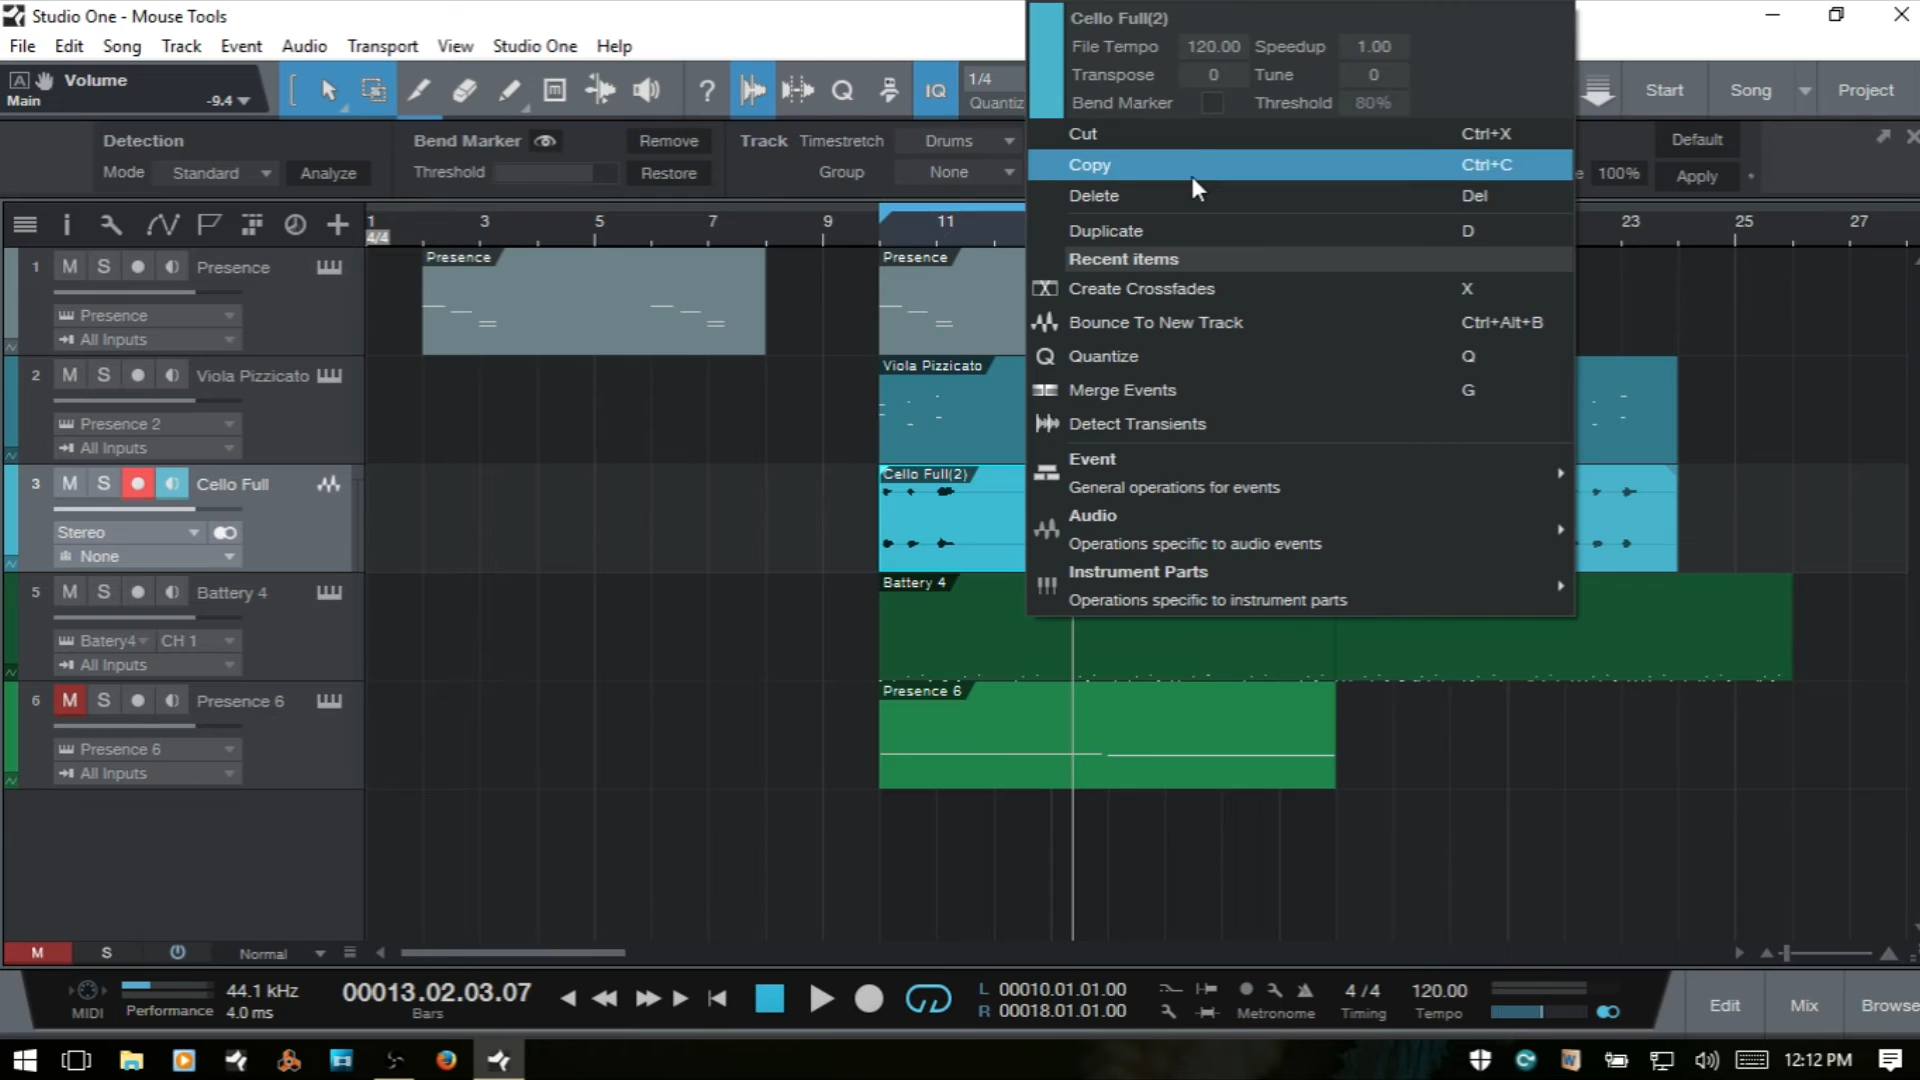 Studio One - Mouse Tools
File Edit Song Track Event Audio Transport View Studio One Help
A Volume
Main -9.4
? Q IQ 1/4
Quantiz
Start Song Project
Detection
Mode Standard Analyze
Bend Marker Remove
Threshold Restore
Track Timestretch Drums
Group None
Default
e 100% Apply
Cello Full(2)
File Tempo 120.00 Speedup 1.00
Transpose 0 Tune 0
Bend Marker Threshold 80%
Cut Ctrl+X
Copy Ctrl+C
Delete Del
Duplicate D
Recent items
Create Crossfades X
Bounce To New Track Ctrl+Alt+B
Quantize Q
Merge Events G
Detect Transients
Event
General operations for events
Audio
Operations specific to audio events
Instrument Parts
Operations specific to instrument parts
1 3 5 7 9 11 23 25 27
4/4
1 M S Presence
Presence
All Inputs
Presence
Presence
2 M S Viola Pizzicato
Presence 2
All Inputs
Viola Pizzicato
3 M S Cello Full
Stereo
None
Cello Full(2)
5 M S Battery 4
Batery4 CH 1
All Inputs
Battery 4
6 M S Presence 6
Presence 6
All Inputs
Presence 6
M S Normal
MIDI
Performance
44.1 kHz
4.0 ms
00013.02.03.07
Bars
L 00010.01.01.00
R 00018.01.01.00
Metronome
4 / 4
Timing
120.00
Tempo
Edit Mix Browse
12:12 PM